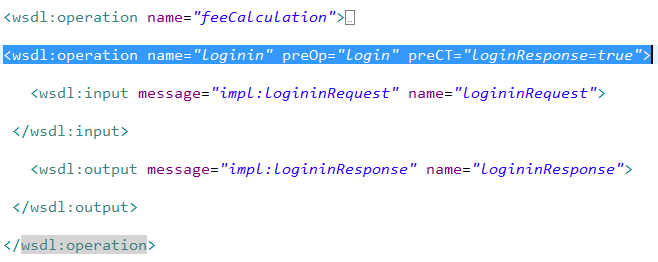 <wsdl:operation name="feeCalculation">
<wsdl:operation name="loginin" preOp="login" preCT="loginResponse=true">
<wsdl:input message="impl:logininRequest" name="logininRequest">
</wsdl:input>
<wsdl:output message="impl:logininResponse" name="logininResponse">
</wsdl:output>
</wsdl:operation>